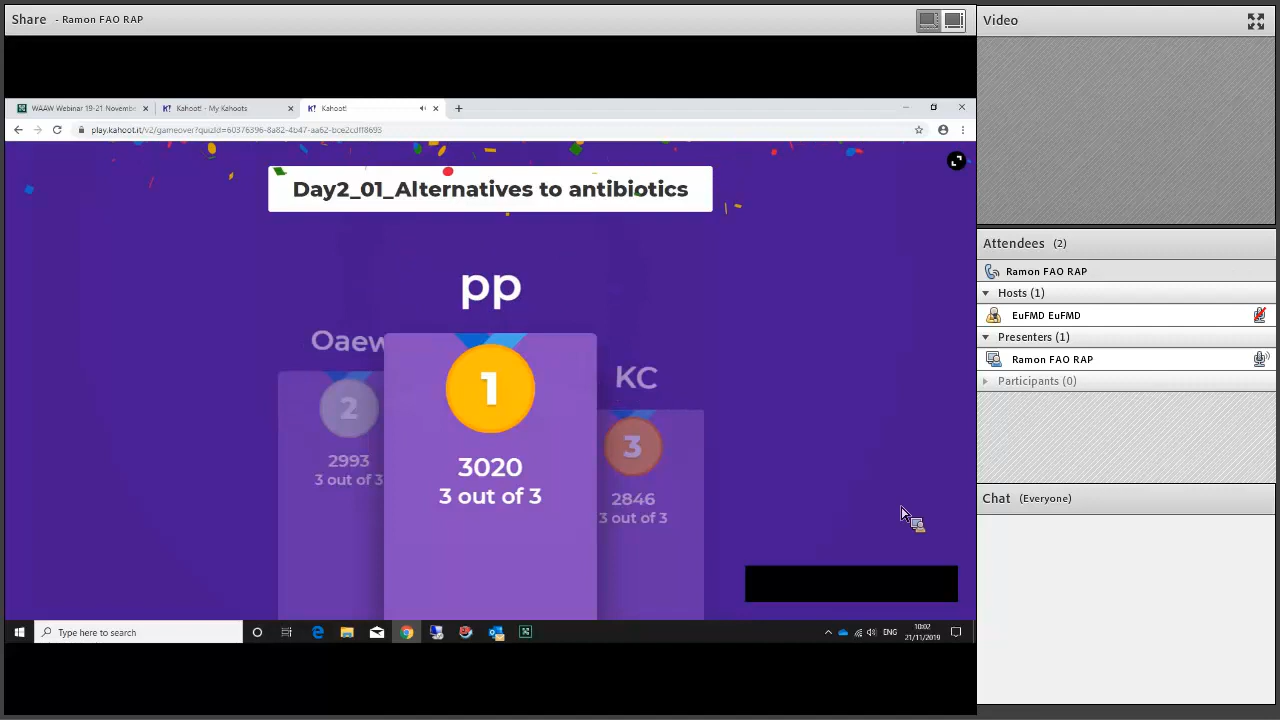 Share - Ramon FAO RAP
Video
WAAW Webinar 19-21 Novembe
Kahoot! - My Kahoots
Kahoot!
play.kahoot.it/v2/gameover?quizId=60376396-8a82-4b47-aa62-bce2cdff8693
Day2_01_Alternatives to antibiotics
pp
Oaew
KC
1
2
3
3020
3 out of 3
2993
3 out of 3
2846
3 out of 3
Type here to search
ENG
10:02
21/11/2019
Attendees (2)
Ramon FAO RAP
Hosts (1)
EuFMD EuFMD
Presenters (1)
Ramon FAO RAP
Participants (0)
Chat (Everyone)